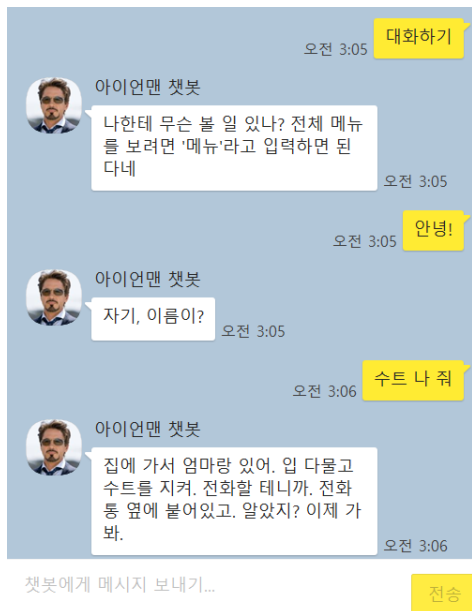 대화하기
오전 3:05
아이언맨 챗봇
나한테 무슨 볼 일 있나? 전체 메뉴
를 보려면 '메뉴'라고 입력하면 된
다네
오전 3:05
안녕!
오전 3:05
아이언맨 챗봇
자기, 이름이?
오전 3:05
수트 나 줘
오전 3:06
아이언맨 챗봇
집에 가서 엄마랑 있어. 입 다물고
수트를 지켜. 전화할 테니까. 전화
통 옆에 붙어있고. 알았지? 이제 가
봐.
오전 3:06
챗봇에게 메시지 보내기...
전송